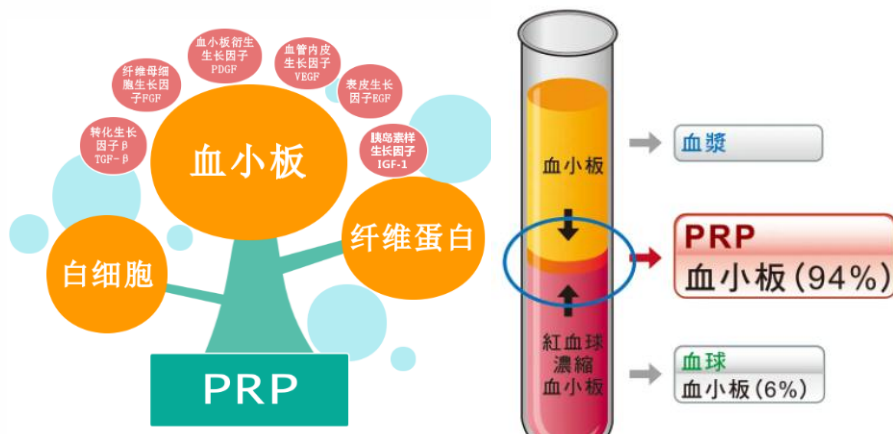 血小板衍生
生长因子
PDGF
血管内皮
生长因子
VEGF
纤维母细
胞生长因
子FGF
表皮生长
因子EGF
转化生长
因子β
TGF-β
胰岛素样
生长因子
IGF-1
血小板
白细胞
纤维蛋白
PRP
血小板
紅血球
濃縮
血小板
血漿
PRP
血小板(94%)
血球
血小板(6%)